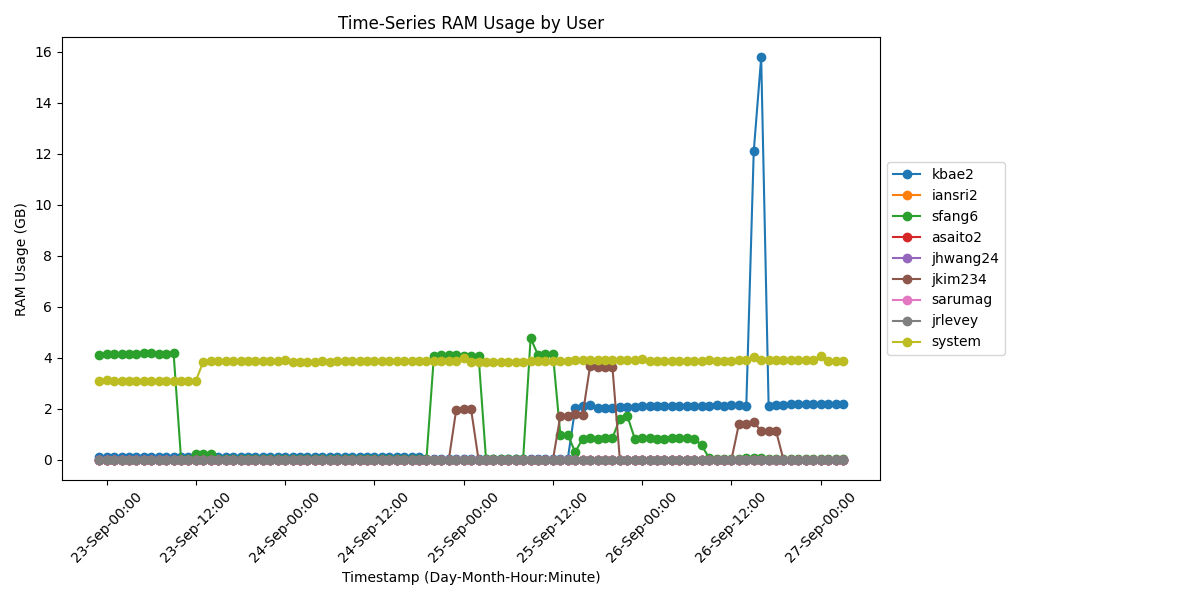 Time-Series RAM Usage by User
RAM Usage (GB)
16
14
12
10
8
6
4
2
0
23-Sep-00:00
23-Sep-12:00
24-Sep-00:00
24-Sep-12:00
25-Sep-00:00
25-Sep-12:00
26-Sep-00:00
26-Sep-12:00
27-Sep-00:00
Timestamp (Day-Month-Hour:Minute)
kbae2
iansri2
sfang6
asaito2
jhwang24
jkim234
sarumag
jrlevey
system